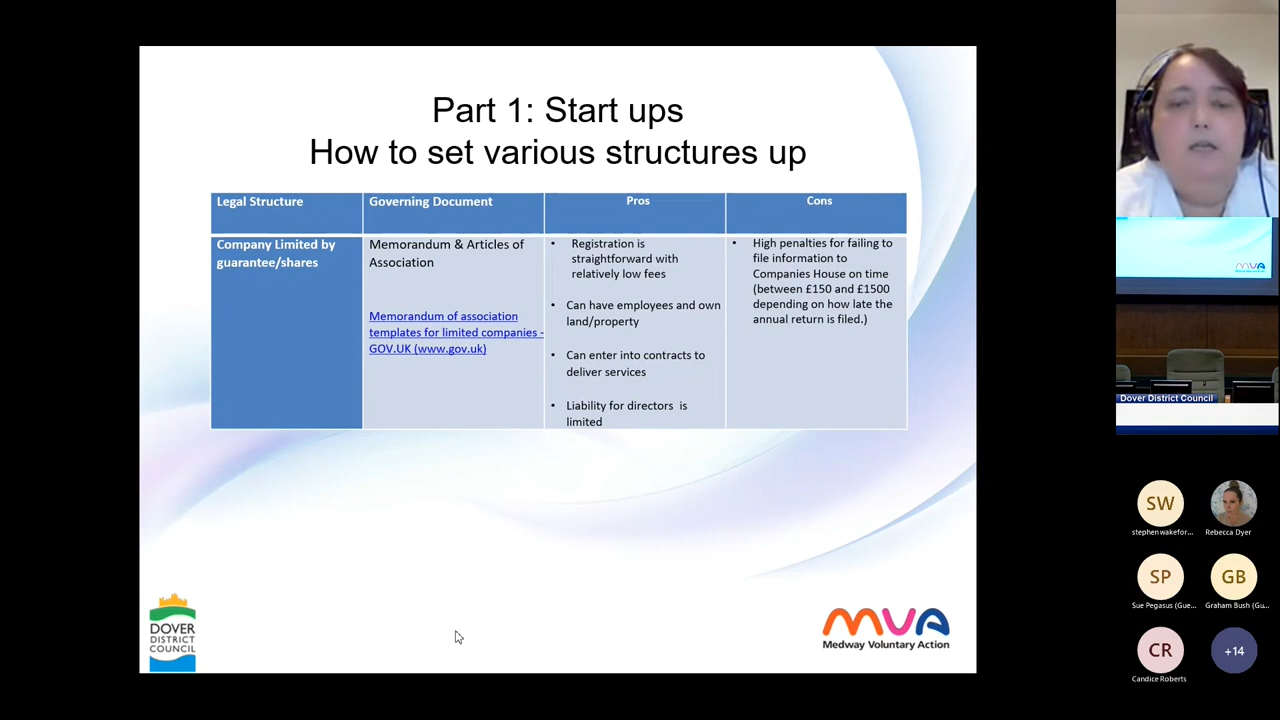 Part 1: Start ups
How to set various structures up
Legal Structure
Governing Document
Pros
Cons
Company Limited by
guarantee/shares
Memorandum & Articles of
Association
Memorandum of association
templates for limited companies -
GOV.UK (www.gov.uk)
• Registration is
straightforward with
relatively low fees
• Can have employees and own
land/property
• Can enter into contracts to
deliver services
• Liability for directors is
limited
• High penalties for failing to
file information to
Companies House on time
(between £150 and £1500
depending on how late the
annual return is filed.)
DOVER
DISTRICT
COUNCIL
mva
Medway Voluntary Action
mva
Dover District Council
SW
stephen wakefor...
Rebecca Dyer
SP
Sue Pegasus (Gue...
GB
Graham Bush (Gu...
CR
Candice Roberts
+14